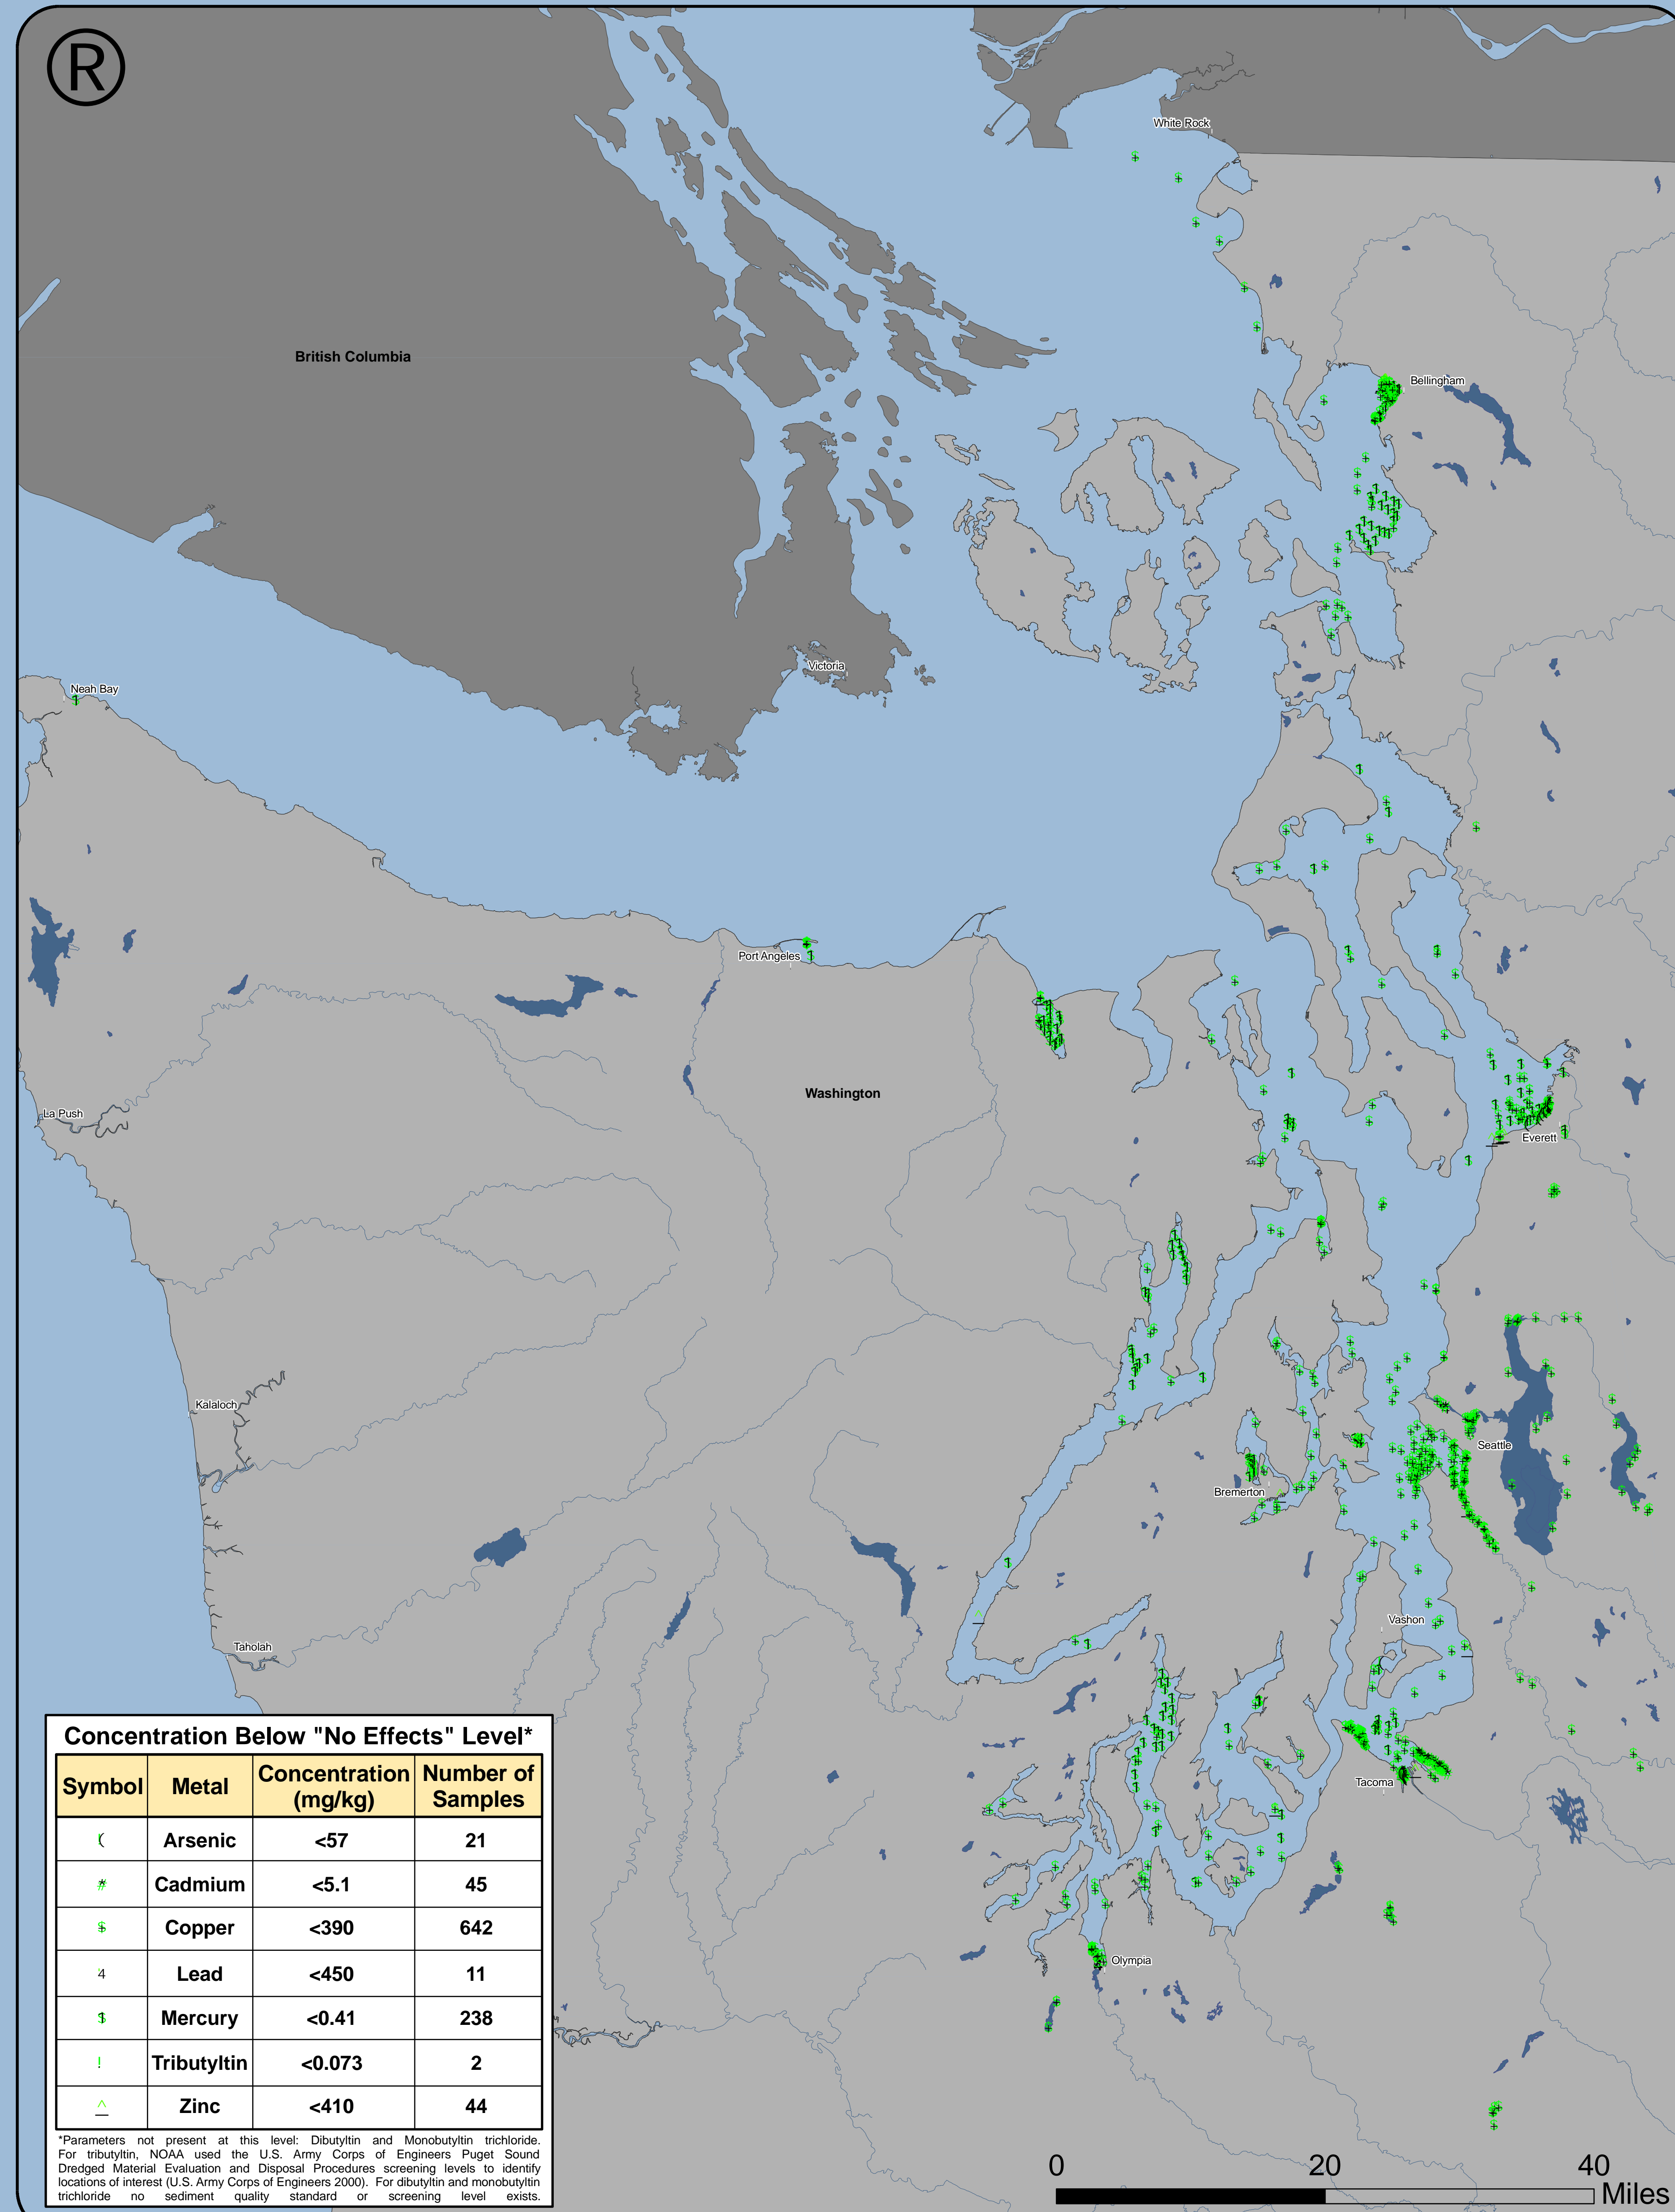 ®
White Rock
British Columbia
Bellingham
Victoria
Neah Bay
Port Angeles
Washington
La Push
Everett
Kalaloch
Seattle
Bremerton
Vashon
Taholah
Tacoma
Olympia
Concentration Below "No Effects" Level*
Symbol Metal Concentration (mg/kg) Number of Samples
( Arsenic <57 21
* Cadmium <5.1 45
$ Copper <390 642
4 Lead <450 11
1 Mercury <0.41 238
! Tributyltin <0.073 2
^ Zinc <410 44
*Parameters not present at this level: Dibutyltin and Monobutyltin trichloride.
For tributyltin, NOAA used the U.S. Army Corps of Engineers Puget Sound
Dredged Material Evaluation and Disposal Procedures screening levels to identify
locations of interest (U.S. Army Corps of Engineers 2000). For dibutyltin and monobutyltin
trichloride no sediment quality standard or screening level exists.
0 20 40
Miles